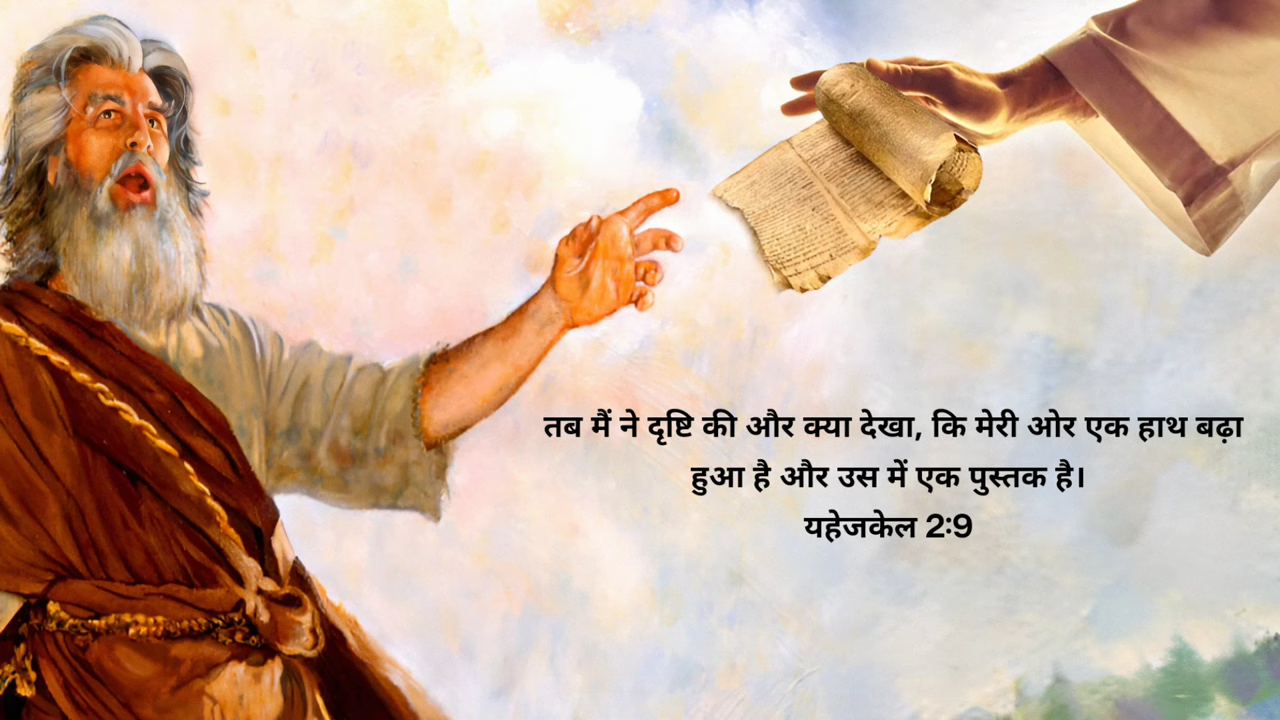 तब मैं ने दृष्टि की और क्या देखा, कि मेरी ओर एक हाथ बढ़ा
हुआ है और उस में एक पुस्तक है।
यहेजकेल 2:9